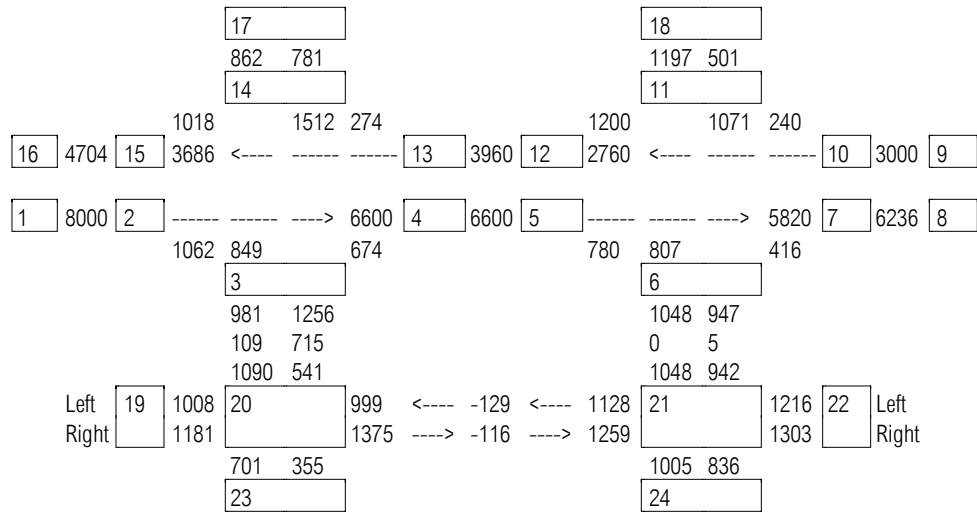 17 18
862 781 1197 501
14 11
1018 1512 274 1200 1071 240
16 4704 15 3686 <---- ------ ------ 13 3960 12 2760 <---- ------ ------ 10 3000 9
1 8000 2 ------ ------ ----> 6600 4 6600 5 ------ ------ ----> 5820 7 6236 8
1062 849 674 780 807 416
3 6
981 1256 1048 947
109 715 0 5
1090 541 1048 942
Left 19 1008 20 999 <---- -129 <---- 1128 21 1216 22 Left
Right 1181 1375 ----> -116 ----> 1259 1303 Right
701 355 1005 836
23 24